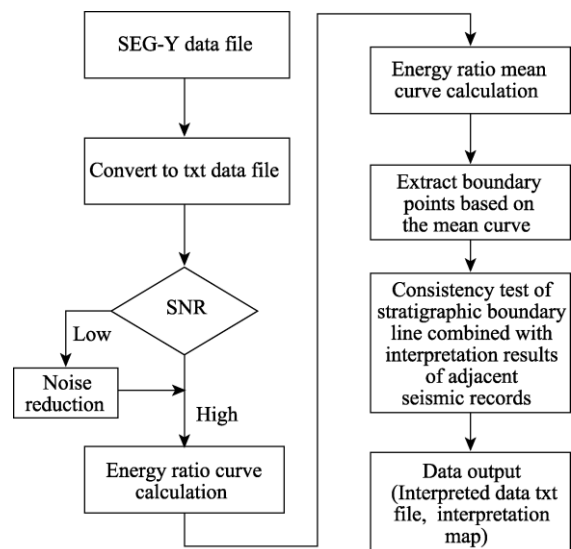 SEG-Y data file
Convert to txt data file
SNR
Low
Noise
reduction
High
Energy ratio curve
calculation
Energy ratio mean
curve calculation
Extract boundary
points based on
the mean curve
Consistency test of
stratigraphic boundary
line combined with
interpretation results
of adjacent
seismic records
Data output
(Interpreted data txt
file, interpretation
map)